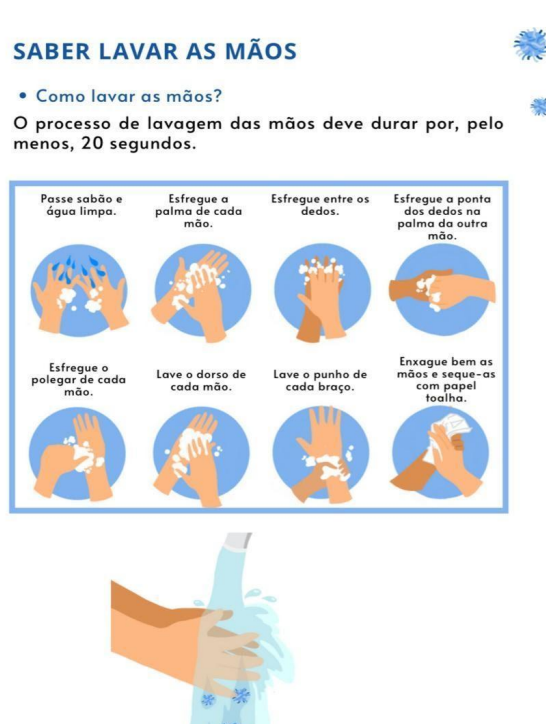 SABER LAVAR AS MÃOS
• Como lavar as mãos?
O processo de lavagem das mãos deve durar por, pelo
menos, 20 segundos.
Passe sabão e
água limpa.
Esfregue a
palma de cada
mão.
Esfregue entre os
dedos.
Esfregue a ponta
dos dedos na
palma da outra
mão.
Esfregue o
polegar de cada
mão.
Lave o dorso de
cada mão.
Lave o punho de
cada braço.
Enxague bem as
mãos e seque-as
com papel
toalha.